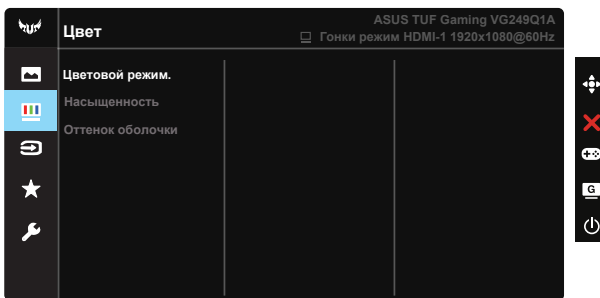 ASUS TUF Gaming VG249Q1A
Цвет
Гонки режим HDMI-1 1920x1080@60Hz
Цветовой режим.
Насыщенность
Оттенок оболочки
G